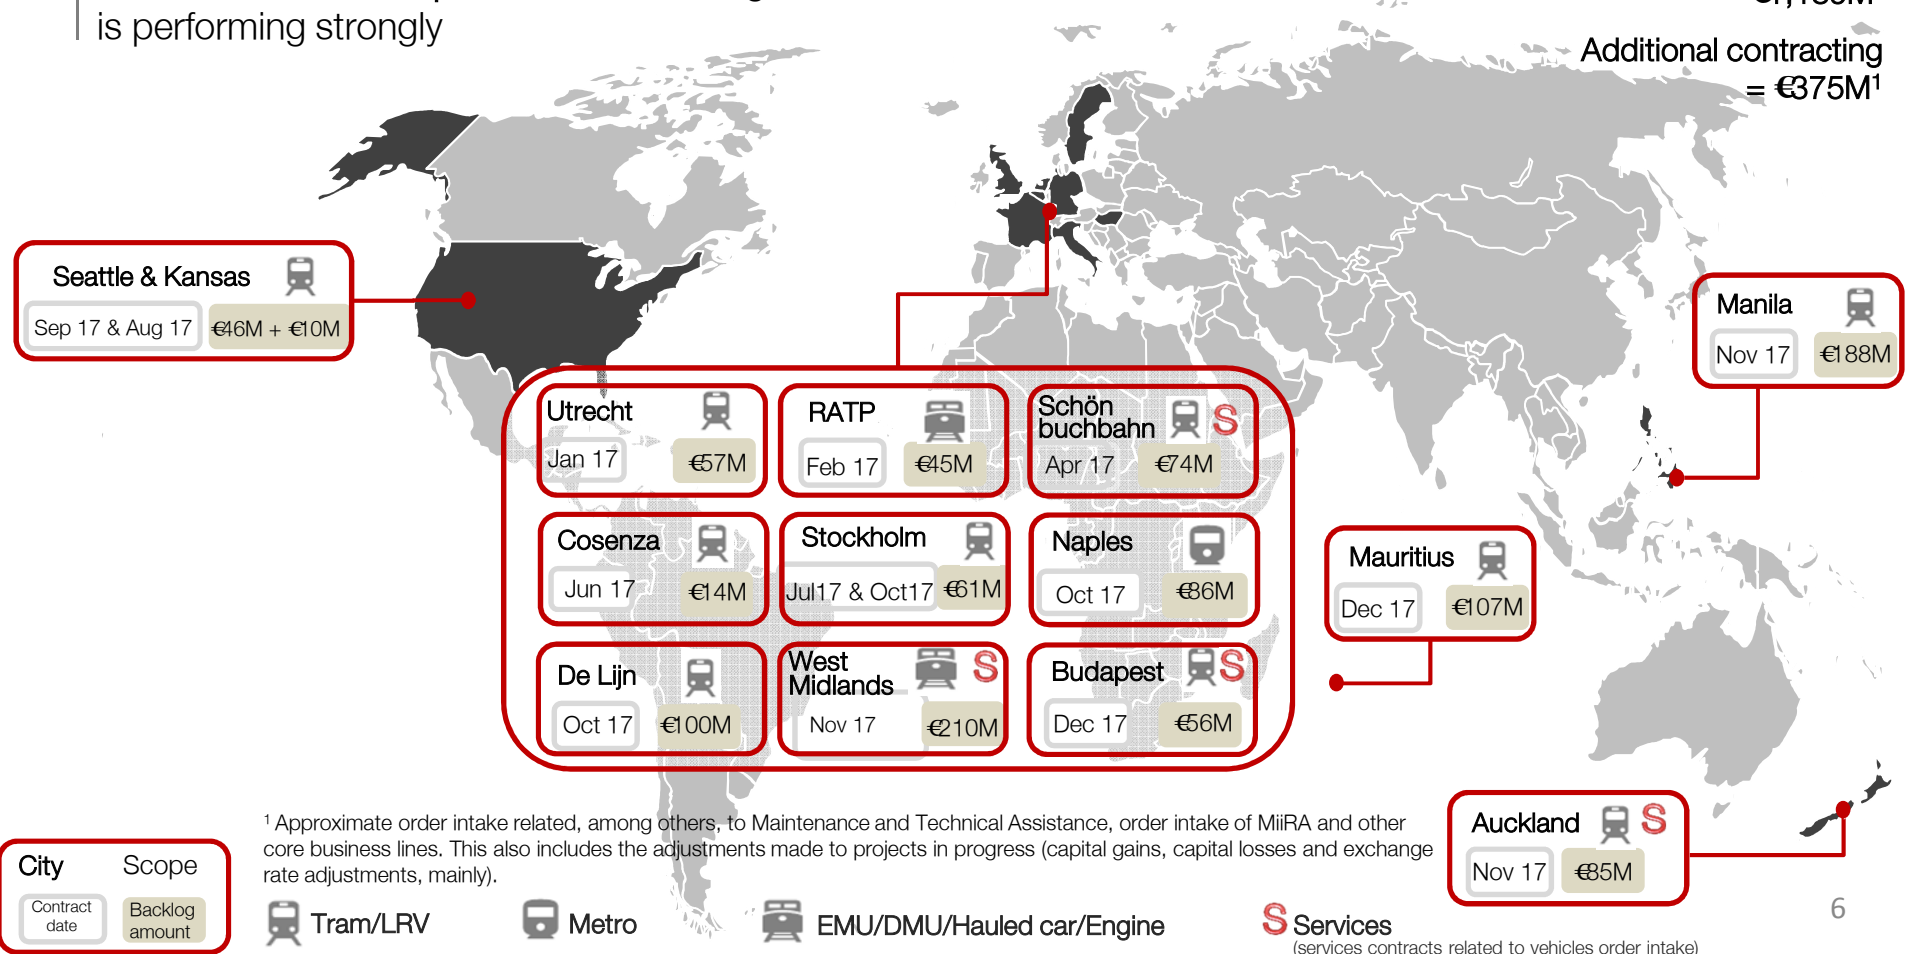 is performing strongly
Additional contracting
= €375M¹
Seattle & Kansas
Sep 17 & Aug 17
€46M + €10M
Manila
Nov 17
€188M
Utrecht
Jan 17
€57M
RATP
Feb 17
€45M
Schön
buchbahn
S
Apr 17
€74M
Cosenza
Jun 17
€14M
Stockholm
Jul17 & Oct17
€61M
Naples
Oct 17
€86M
Mauritius
Dec 17
€107M
De Lijn
Oct 17
€100M
West
Midlands
S
Nov 17
€210M
Budapest
S
Dec 17
€56M
Auckland
S
Nov 17
€85M
¹ Approximate order intake related, among others, to Maintenance and Technical Assistance, order intake of MiiRA and other
core business lines. This also includes the adjustments made to projects in progress (capital gains, capital losses and exchange
rate adjustments, mainly).
City
Scope
Contract
date
Backlog
amount
Tram/LRV
Metro
EMU/DMU/Hauled car/Engine
S Services
(services contracts related to vehicles order intake)
6